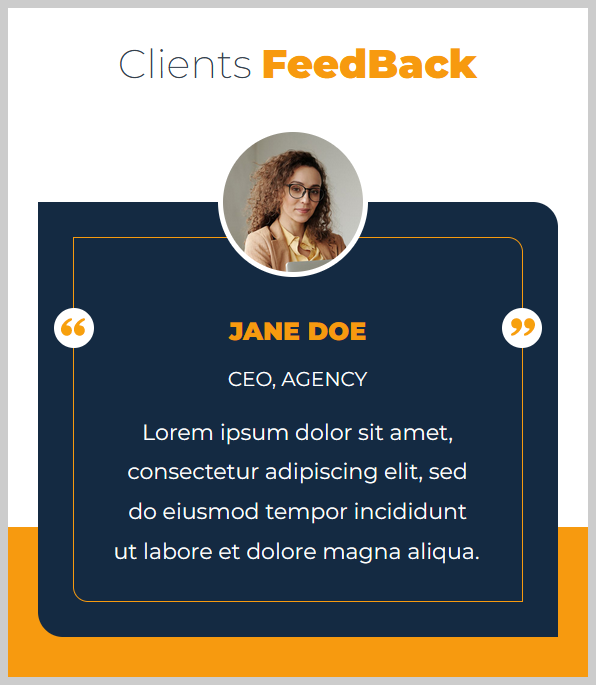 Clients FeedBack
“ ”
JANE DOE
CEO, AGENCY
Lorem ipsum dolor sit amet,
consectetur adipiscing elit, sed
do eiusmod tempor incididunt
ut labore et dolore magna aliqua.